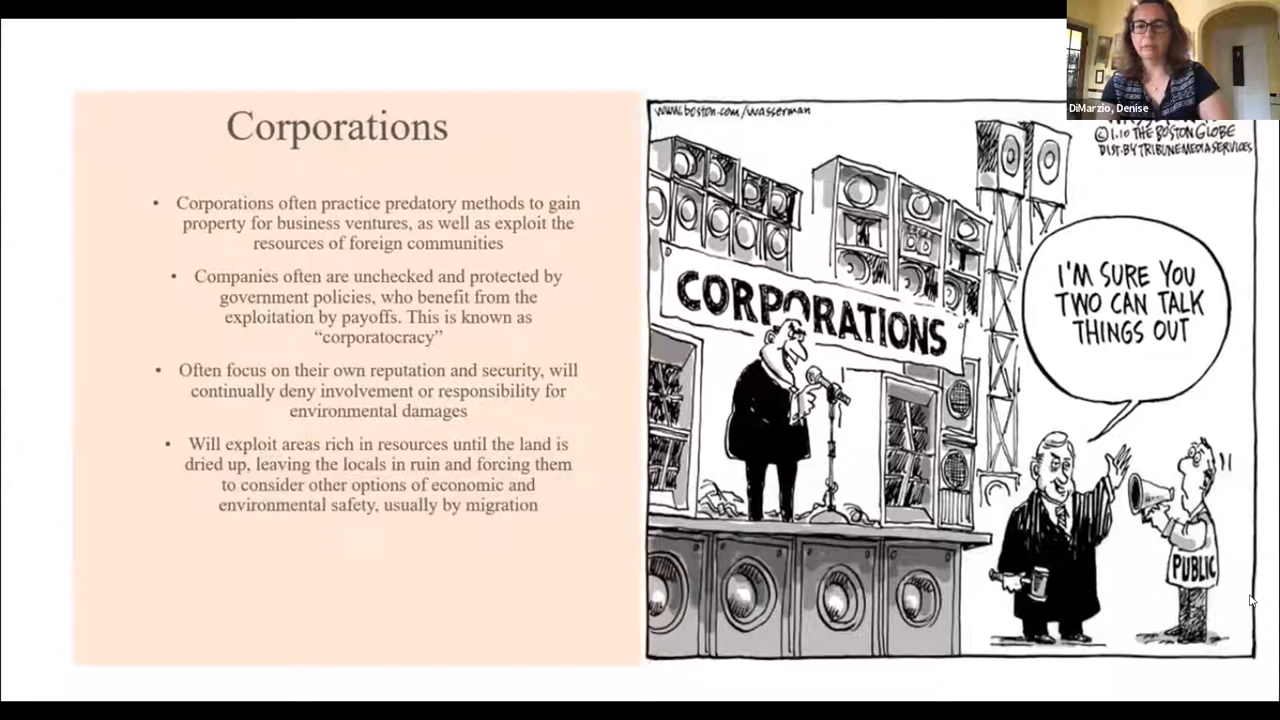 Corporations
• Corporations often practice predatory methods to gain
property for business ventures, as well as exploit the
resources of foreign communities
• Companies often are unchecked and protected by
government policies, who benefit from the
exploitation by payoffs. This is known as
“corporatocracy”
• Often focus on their own reputation and security, will
continually deny involvement or responsibility for
environmental damages
• Will exploit areas rich in resources until the land is
dried up, leaving the locals in ruin and forcing them
to consider other options of economic and
environmental safety, usually by migration
www.boston.com/wasserman
©1.10 THE BOSTON GLOBE
DIST. BY TRIBUNE MEDIA SERVICES
CORPORATIONS
I'M SURE YOU
TWO CAN TALK
THINGS OUT
PUBLIC
DiMarzio, Denise